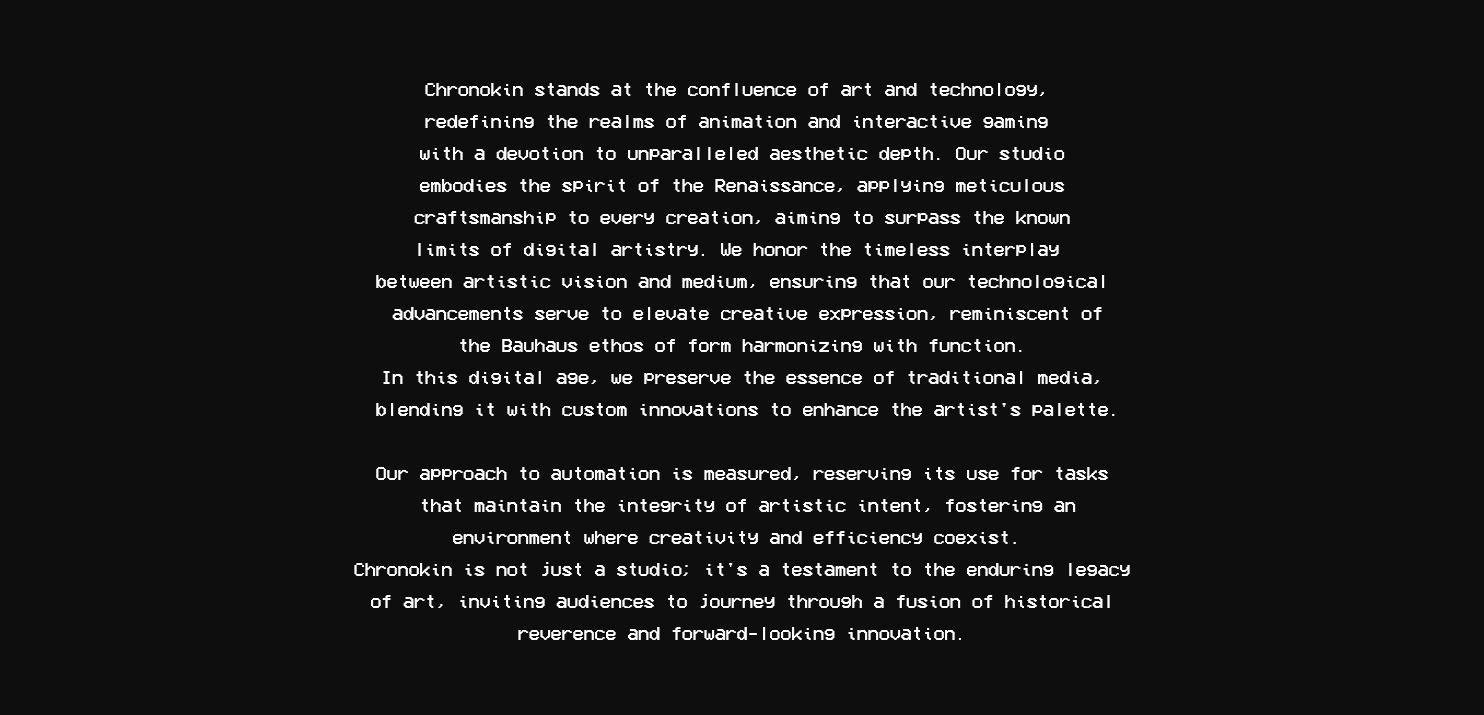 Chronokin stands at the confluence of art and technology,
redefining the realms of animation and interactive gaming
with a devotion to unparalleled aesthetic depth. Our studio
embodies the spirit of the Renaissance, applying meticulous
craftsmanship to every creation, aiming to surpass the known
limits of digital artistry. We honor the timeless interplay
between artistic vision and medium, ensuring that our technological
advancements serve to elevate creative expression, reminiscent of
the Bauhaus ethos of form harmonizing with function.
In this digital age, we preserve the essence of traditional media,
blending it with custom innovations to enhance the artist's palette.
Our approach to automation is measured, reserving its use for tasks
that maintain the integrity of artistic intent, fostering an
environment where creativity and efficiency coexist.
Chronokin is not just a studio; it's a testament to the enduring legacy
of art, inviting audiences to journey through a fusion of historical
reverence and forward-looking innovation.